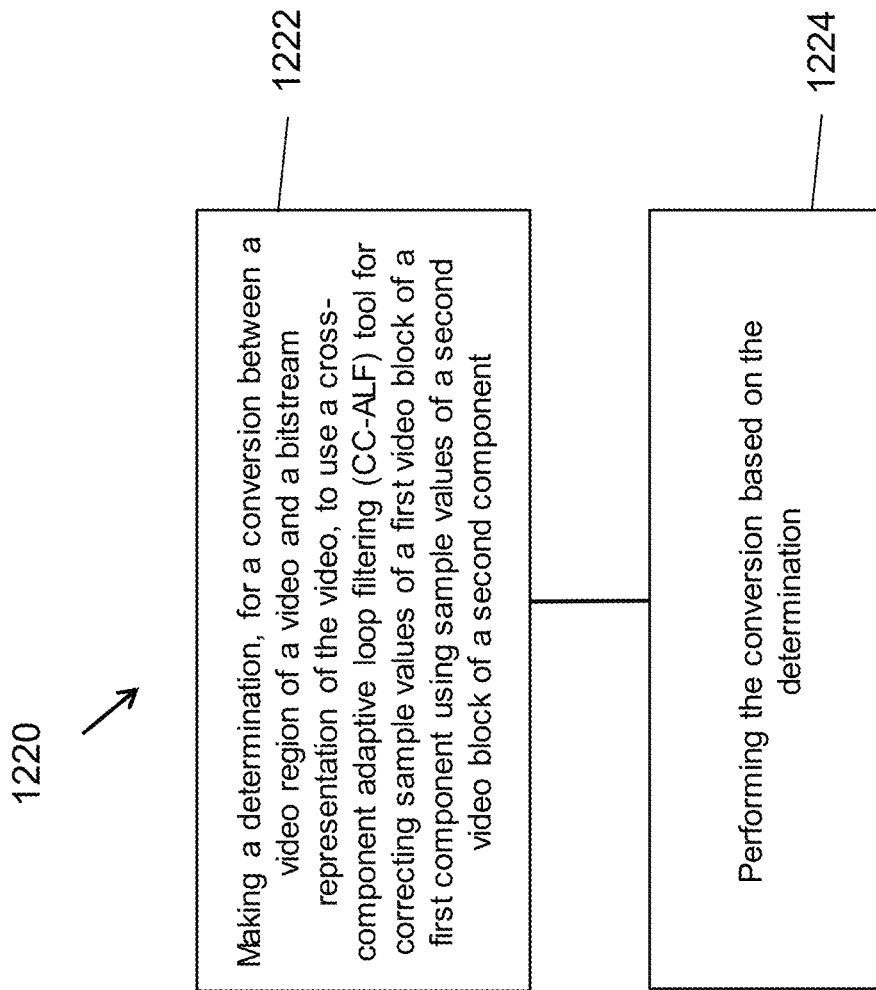 1220
Making a determination, for a conversion between a
video region of a video and a bitstream
representation of the video, to use a cross-
component adaptive loop filtering (CC-ALF) tool for
correcting sample values of a first video block of a
first component using sample values of a second
video block of a second component
1222
Performing the conversion based on the
determination
1224